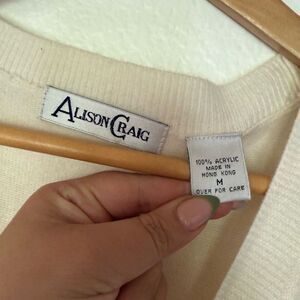 ALISON CRAIG
100% ACRYLIC
MADE IN
HONG KONG
M
OVER FOR CARE